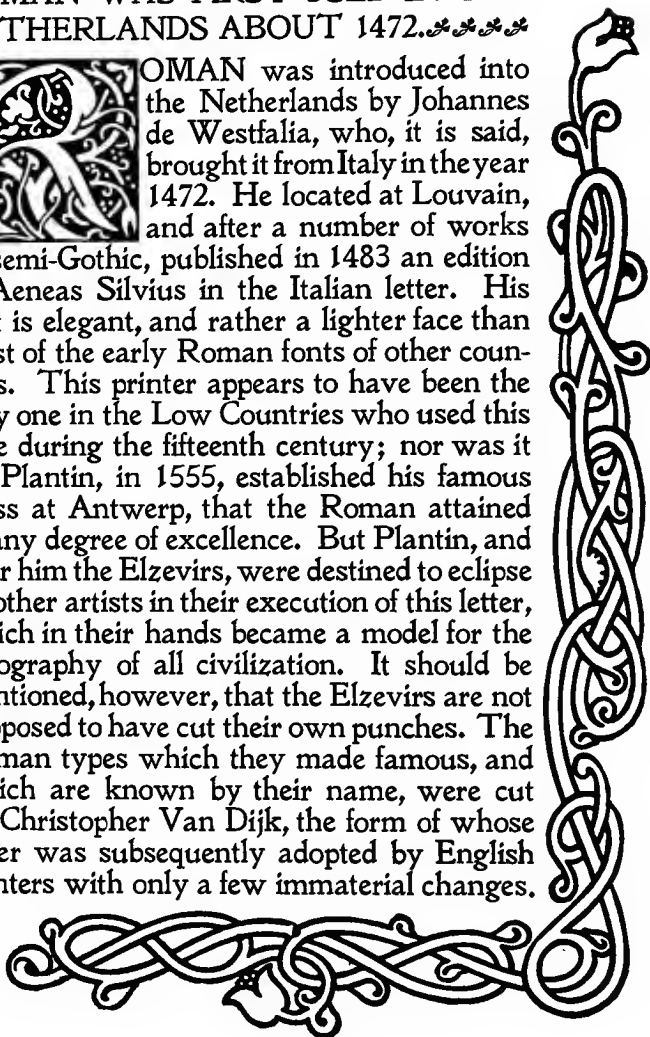 THERLANDS ABOUT 1472.
ROMAN was introduced into
the Netherlands by Johannes
de Westfalia, who, it is said,
brought it from Italy in the year
1472. He located at Louvain,
and after a number of works
semi-Gothic, published in 1483 an edition
Aeneas Silvius in the Italian letter. His
is elegant, and rather a lighter face than
st of the early Roman fonts of other coun-
s. This printer appears to have been the
y one in the Low Countries who used this
e during the fifteenth century; nor was it
Plantin, in 1555, established his famous
ss at Antwerp, that the Roman attained
any degree of excellence. But Plantin, and
r him the Elzevirs, were destined to eclipse
other artists in their execution of this letter,
ich in their hands became a model for the
ography of all civilization. It should be
ntioned, however, that the Elzevirs are not
pposed to have cut their own punches. The
man types which they made famous, and
ich are known by their name, were cut
Christopher Van Dijk, the form of whose
er was subsequently adopted by English
nters with only a few immaterial changes.